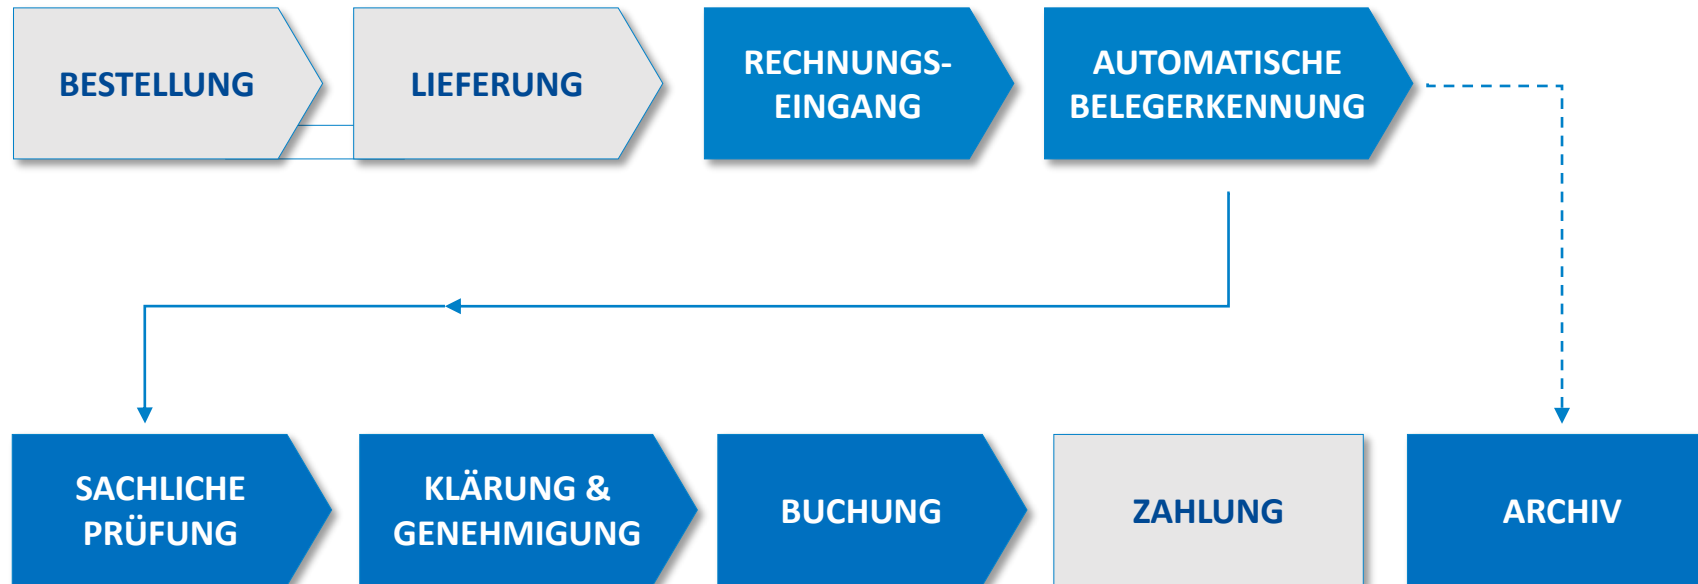 BESTELLUNG
LIEFERUNG
RECHNUNGS-
EINGANG
AUTOMATISCHE
BELEGERKENNUNG
SACHLICHE
PRÜFUNG
KLÄRUNG &
GENEHMIGUNG
BUCHUNG
ZAHLUNG
ARCHIV